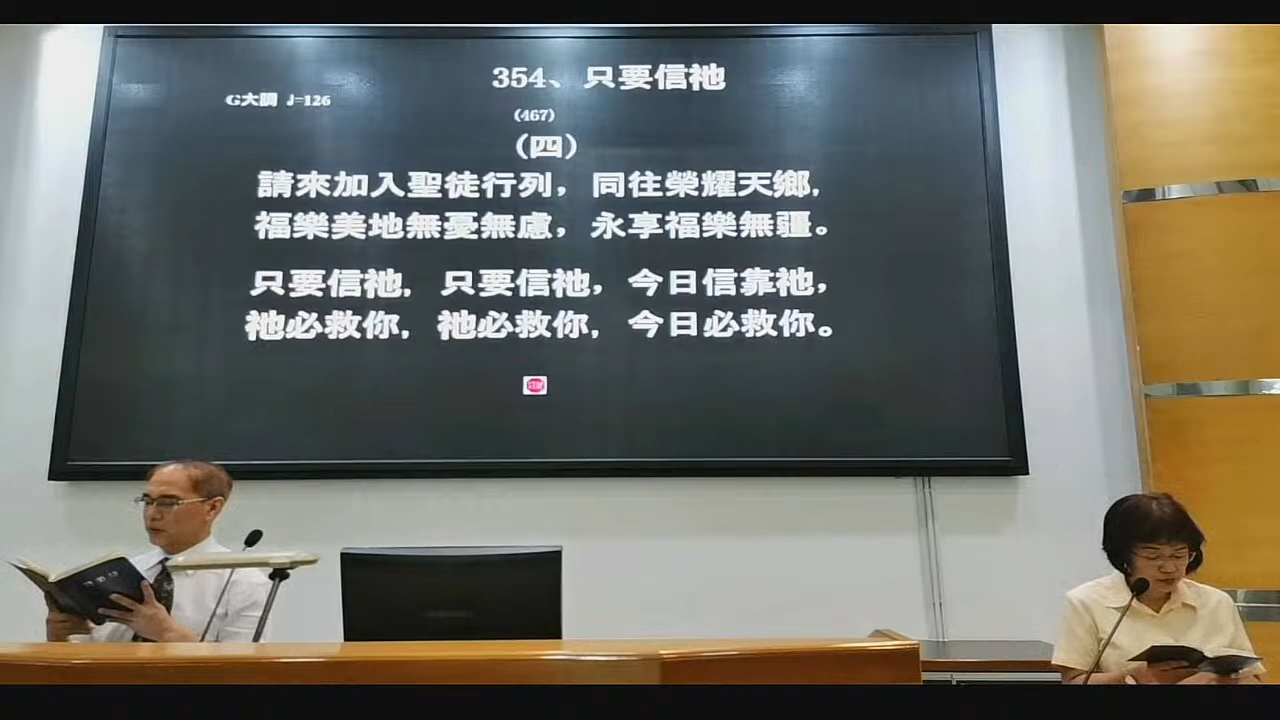 354、只要信祂
G大調 J=126
(467)
(四)
請來加入聖徒行列，同往榮耀天鄉，
福樂美地無憂無慮，永享福樂無疆。
只要信祂，只要信祂，今日信靠祂，
祂必救你，祂必救你，今日必救你。